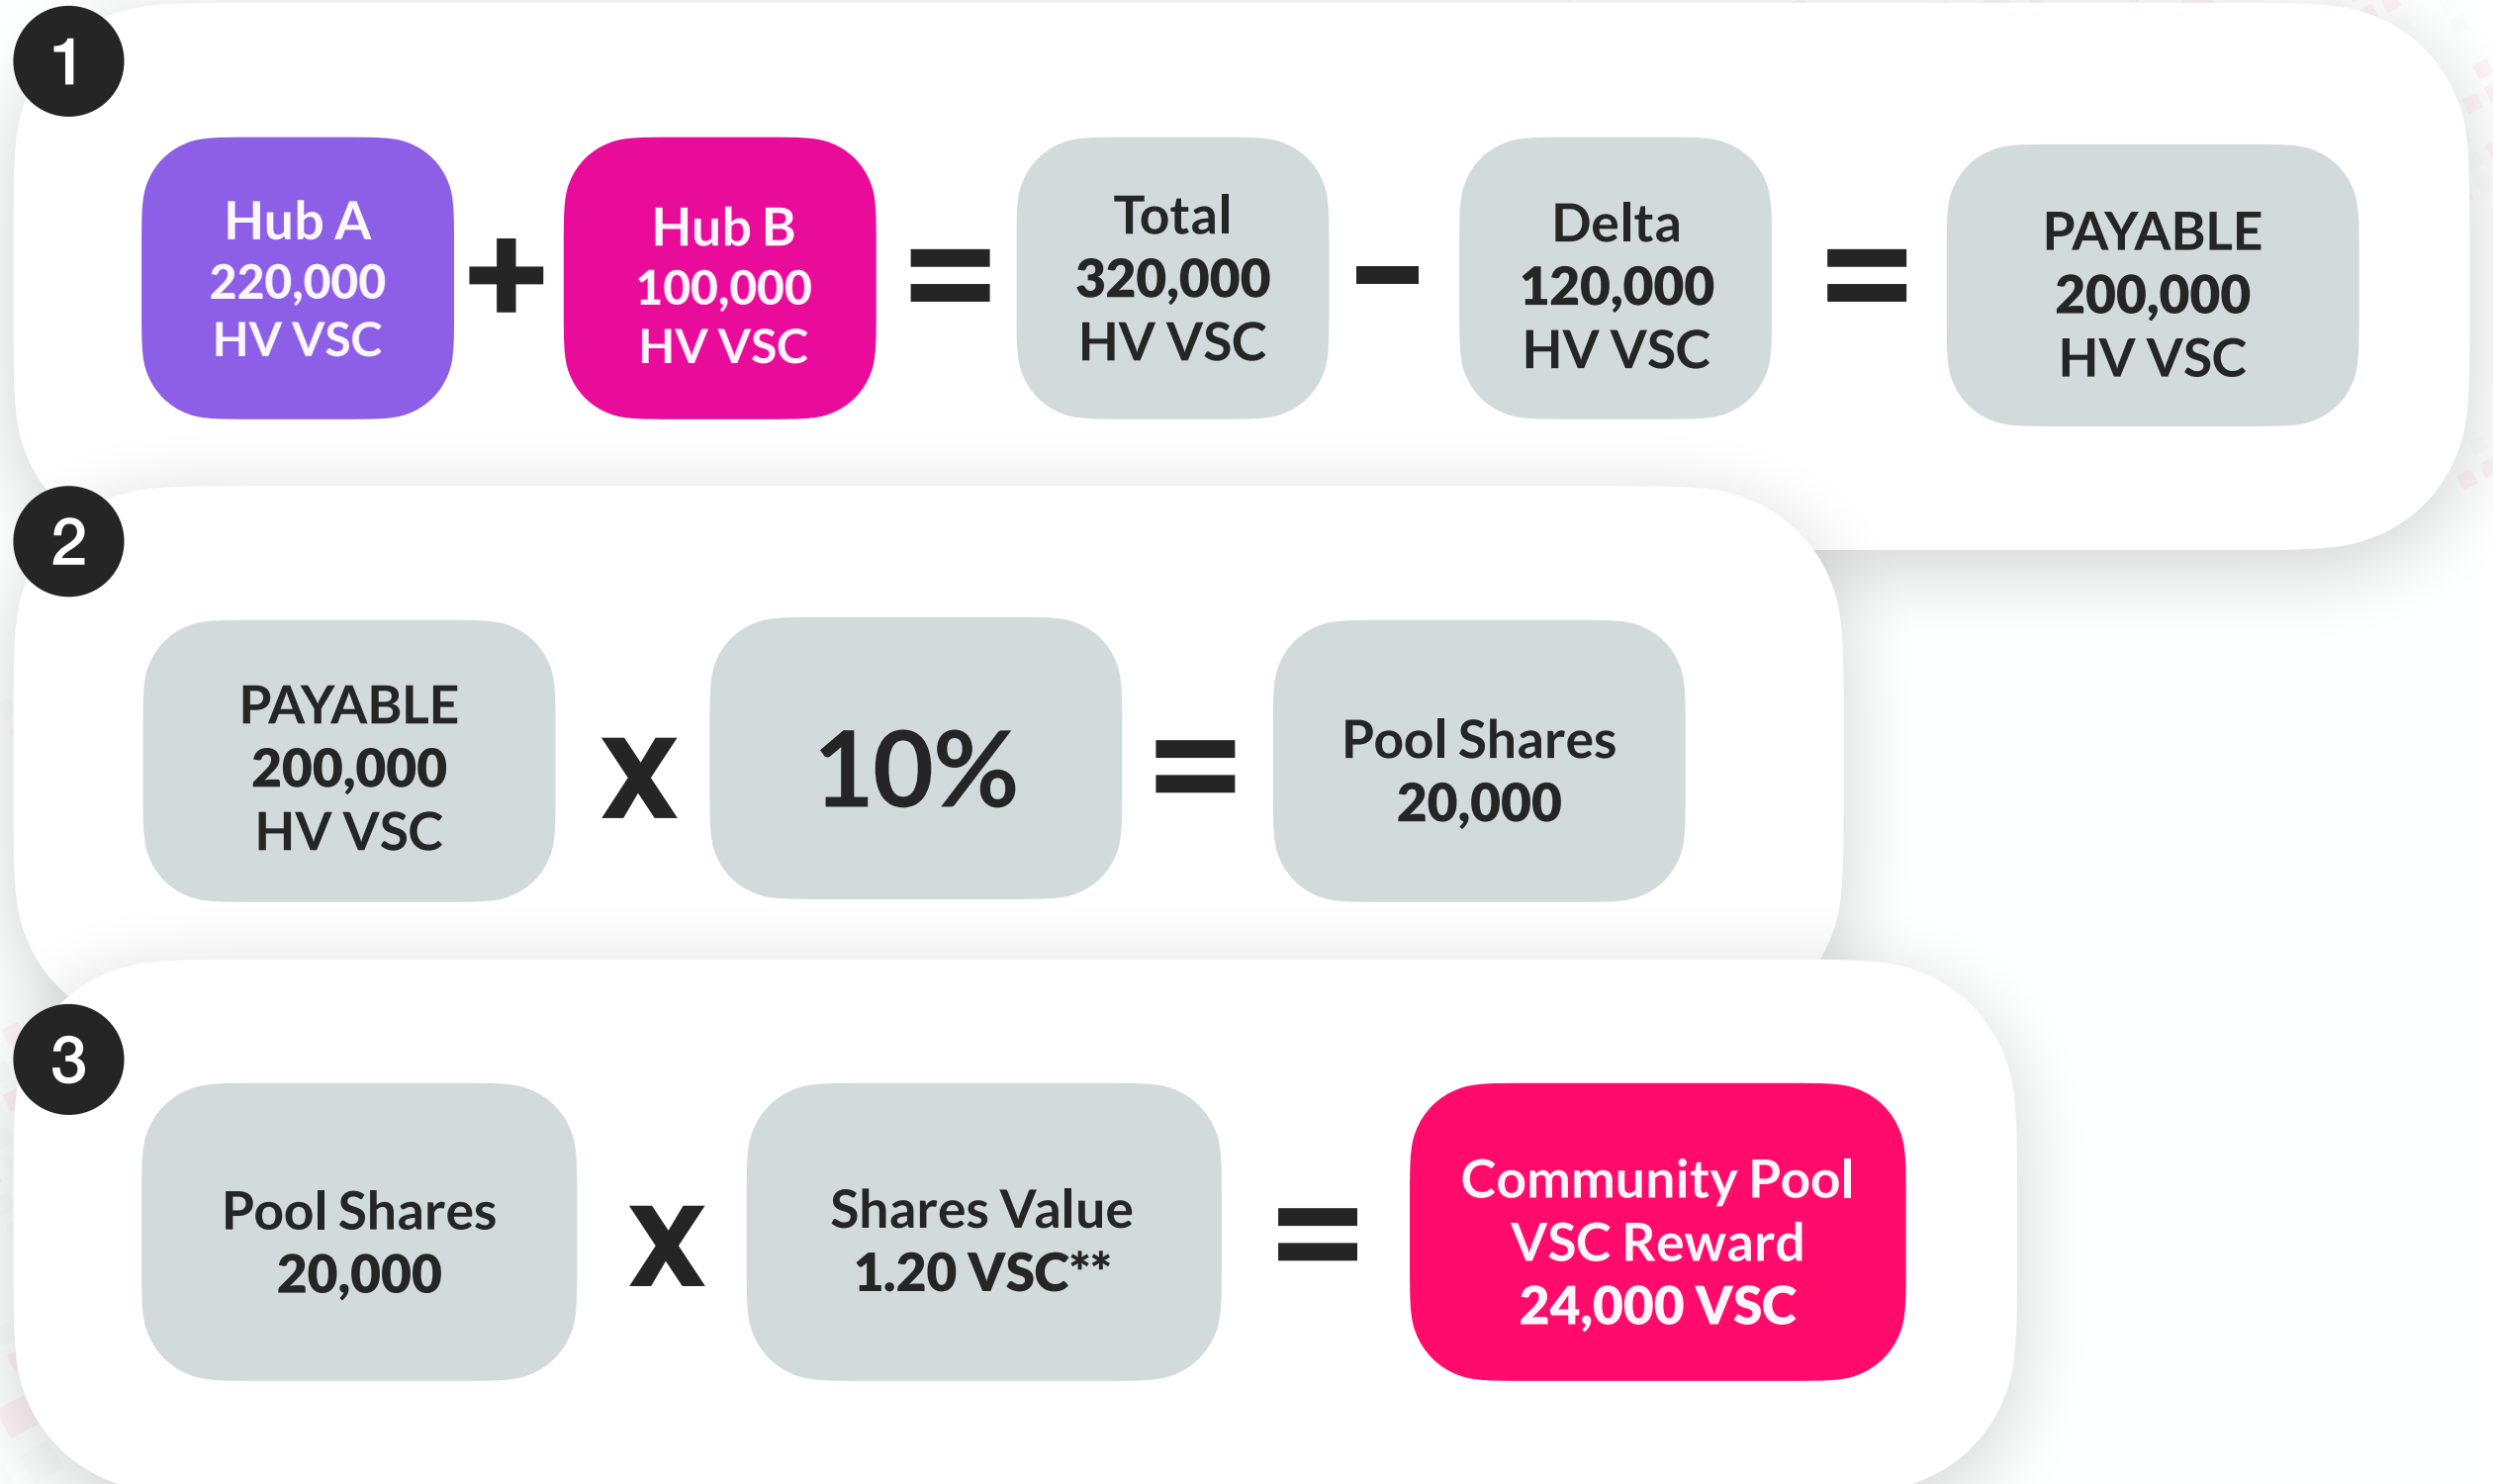 1
Hub A
220,000
HV VSC
+
Hub B
100,000
HV VSC
=
Total
320,000
HV VSC
-
Delta
120,000
HV VSC
=
PAYABLE
200,000
HV VSC
2
PAYABLE
200,000
HV VSC
x
10%
=
Pool Shares
20,000
3
Pool Shares
20,000
x
Shares Value
1.20 VSC**
=
Community Pool
VSC Reward
24,000 VSC